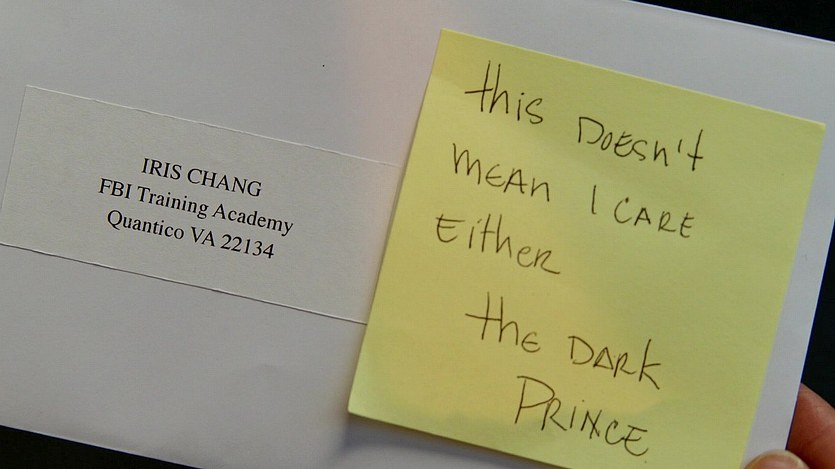 IRIS CHANG
FBI Training Academy
Quantico VA 22134
this DOESn't
MEAN I CARE
Either
the DARK
PRiNCE